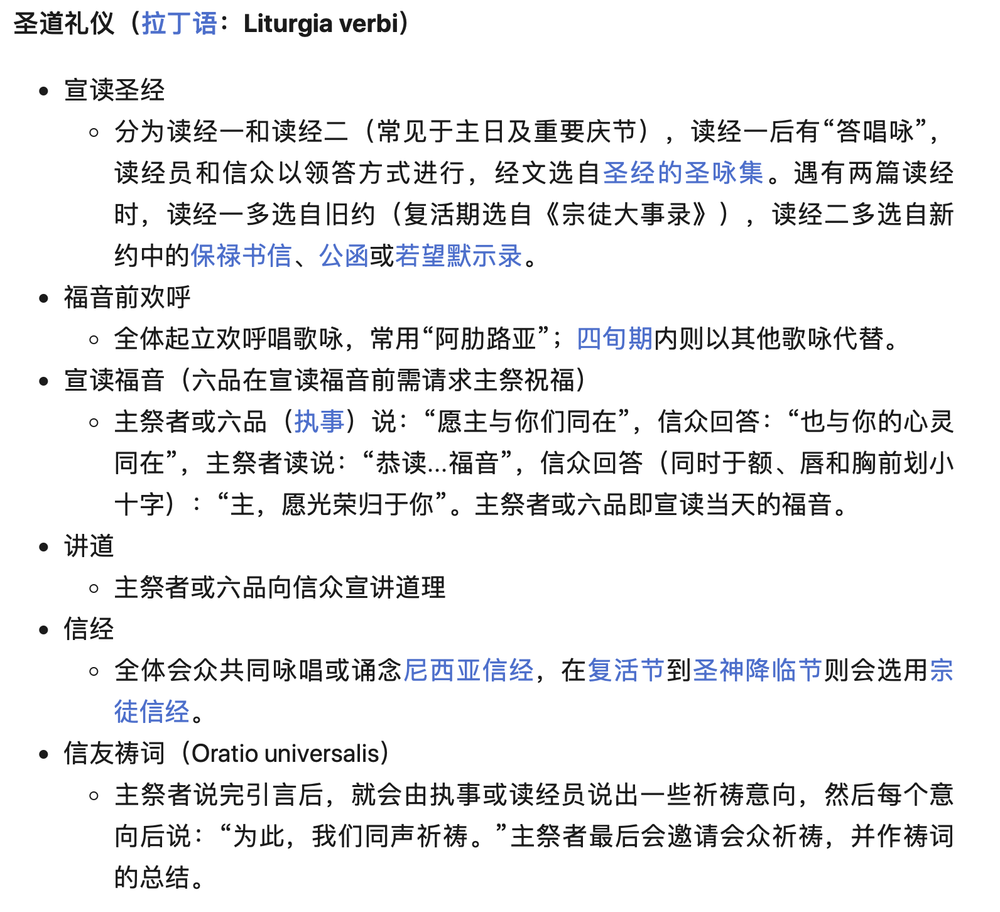 圣道礼仪（拉丁语：Liturgia verbi）
宣读圣经
分为读经一和读经二（常见于主日及重要庆节），读经一后有“答唱咏”，
读经员和信众以领答方式进行，经文选自圣经的圣咏集。遇有两篇读经
时，读经一多选自旧约（复活期选自《宗徒大事录》），读经二多选自新
约中的保禄书信、公函或若望默示录。
福音前欢呼
全体起立欢呼唱歌咏，常用“阿肋路亚”；四旬期内则以其他歌咏代替。
宣读福音（六品在宣读福音前需请求主祭祝福）
主祭者或六品（执事）说：“愿主与你们同在”，信众回答：“也与你的心灵
同在”，主祭者读说：“恭读...福音”，信众回答（同时于额、唇和胸前划小
十字）：“主，愿光荣归于你”。主祭者或六品即宣读当天的福音。
讲道
主祭者或六品向信众宣讲道理
信经
全体会众共同咏唱或诵念尼西亚信经，在复活节到圣神降临节则会选用宗
徒信经。
信友祷词（Oratio universalis）
主祭者说完引言后，就会由执事或读经员说出一些祈祷意向，然后每个意
向后说：“为此，我们同声祈祷。”主祭者最后会邀请会众祈祷，并作祷词
的总结。